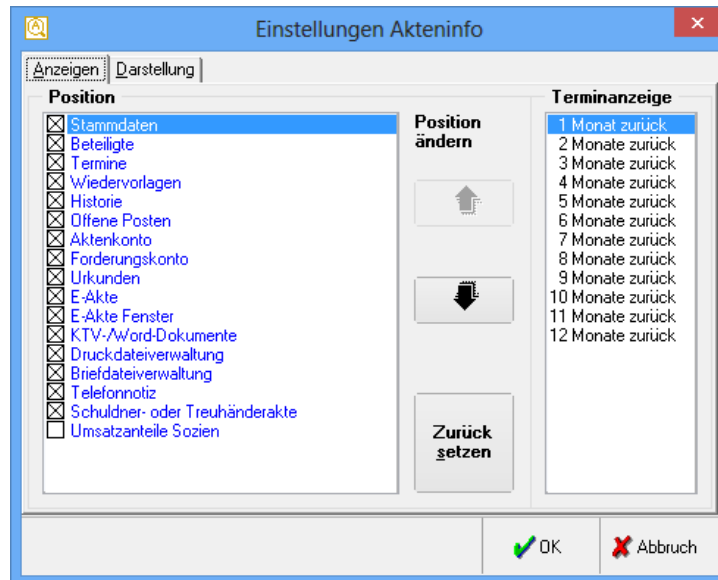 Einstellungen Akteninfo
Anzeigen
Darstellung
Position
Stammdaten
Beteiligte
Termine
Wiedervorlagen
Historie
Offene Posten
Aktenkonto
Forderungskonto
Urkunden
E-Akte
E-Akte Fenster
KTV-/Word-Dokumente
Druckdateiverwaltung
Briefdateiverwaltung
Telefonnotiz
Schuldner- oder Treuhänderakte
Umsatzanteile Sozien
Position
ändern
Zurück
setzen
Terminanzeige
1 Monat zurück
2 Monate zurück
3 Monate zurück
4 Monate zurück
5 Monate zurück
6 Monate zurück
7 Monate zurück
8 Monate zurück
9 Monate zurück
10 Monate zurück
11 Monate zurück
12 Monate zurück
OK
Abbruch